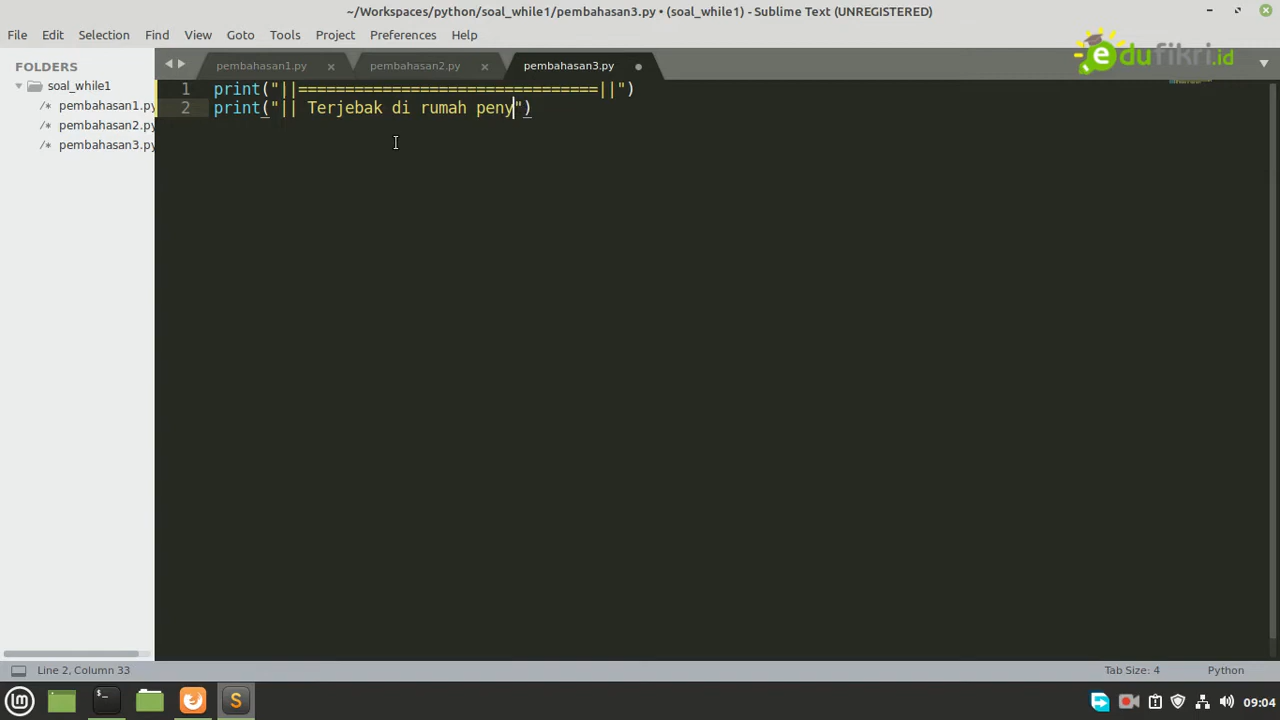 ~/Workspaces/python/soal_while1/pembahasan3.py • (soal_while1) - Sublime Text (UNREGISTERED)
File Edit Selection Find View Goto Tools Project Preferences Help
edufikri.id
FOLDERS
soal_while1
/* pembahasan1.py
/* pembahasan2.py
/* pembahasan3.py
pembahasan1.py × pembahasan2.py × pembahasan3.py
1 print("||================================||")
2 print("|| Terjebak di rumah peny")
Line 2, Column 33
Tab Size: 4 Python
09:04